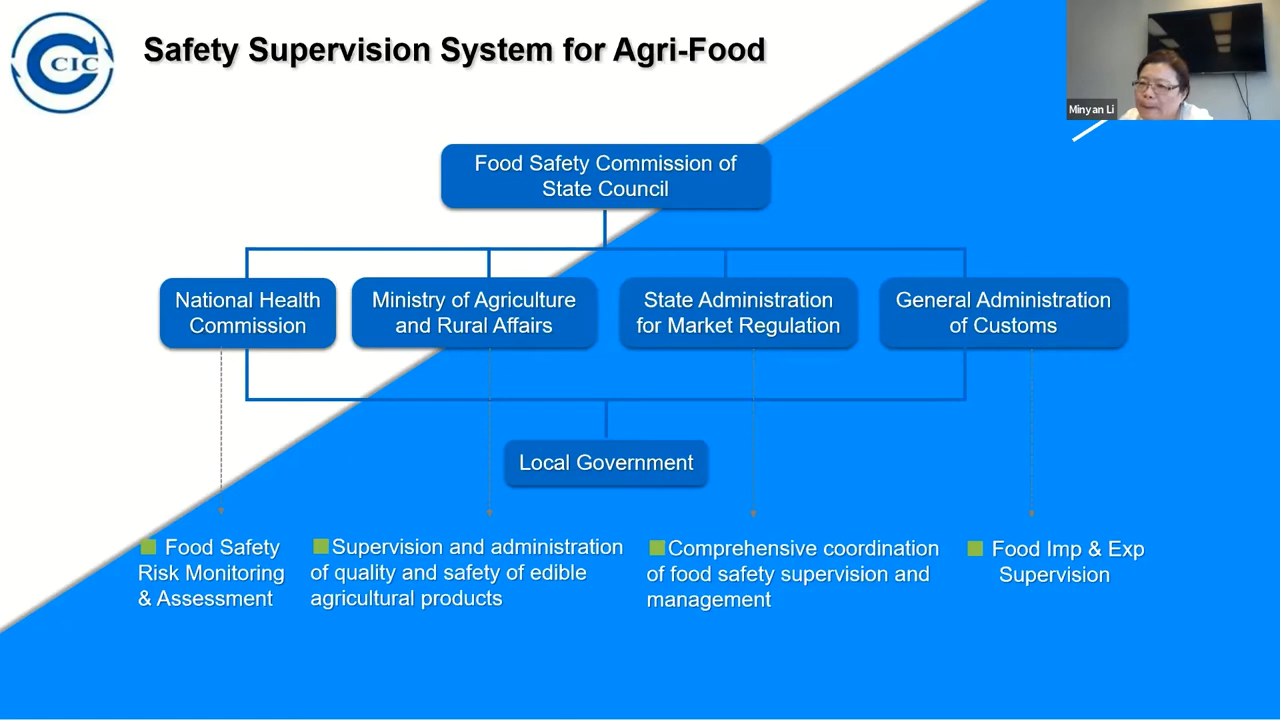 CCIC
Safety Supervision System for Agri-Food
Minyan Li
Food Safety Commission of
State Council
National Health
Commission
Ministry of Agriculture
and Rural Affairs
State Administration
for Market Regulation
General Administration
of Customs
Local Government
Food Safety
Risk Monitoring
& Assessment
Supervision and administration
of quality and safety of edible
agricultural products
Comprehensive coordination
of food safety supervision and
management
Food Imp & Exp
Supervision